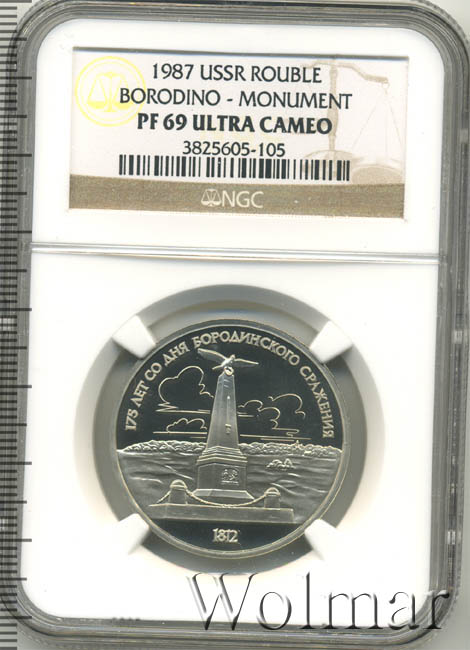 1987 USSR ROUBLE
BORODINO - MONUMENT
PF 69 ULTRA CAMEO
3825605-105
NGC
175 ЛЕТ СО ДНЯ БОРОДИНСКОГО СРАЖЕНИЯ
1812
Wolmar